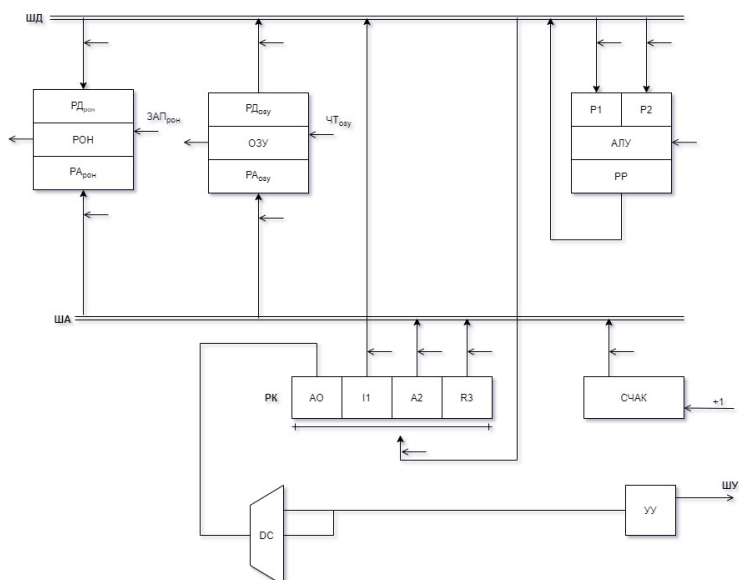 ШД
РДрон
РОН
РАрон
ЗАПрон
РДозу
ОЗУ
РАозу
ЧТозу
Р1 Р2
АЛУ
РР
ША
РК АО I1 А2 R3
СЧАК
+1
DC
УУ
ШУ